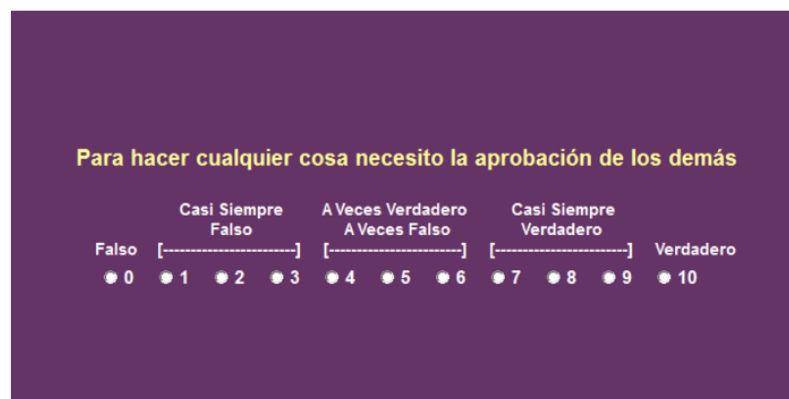 Para hacer cualquier cosa necesito la aprobación de los demás
Casi Siempre A Veces Verdadero Casi Siempre
Falso A Veces Falso Verdadero
Falso [------------------------] [------------------------] [------------------------] Verdadero
0 1 2 3 4 5 6 7 8 9 10